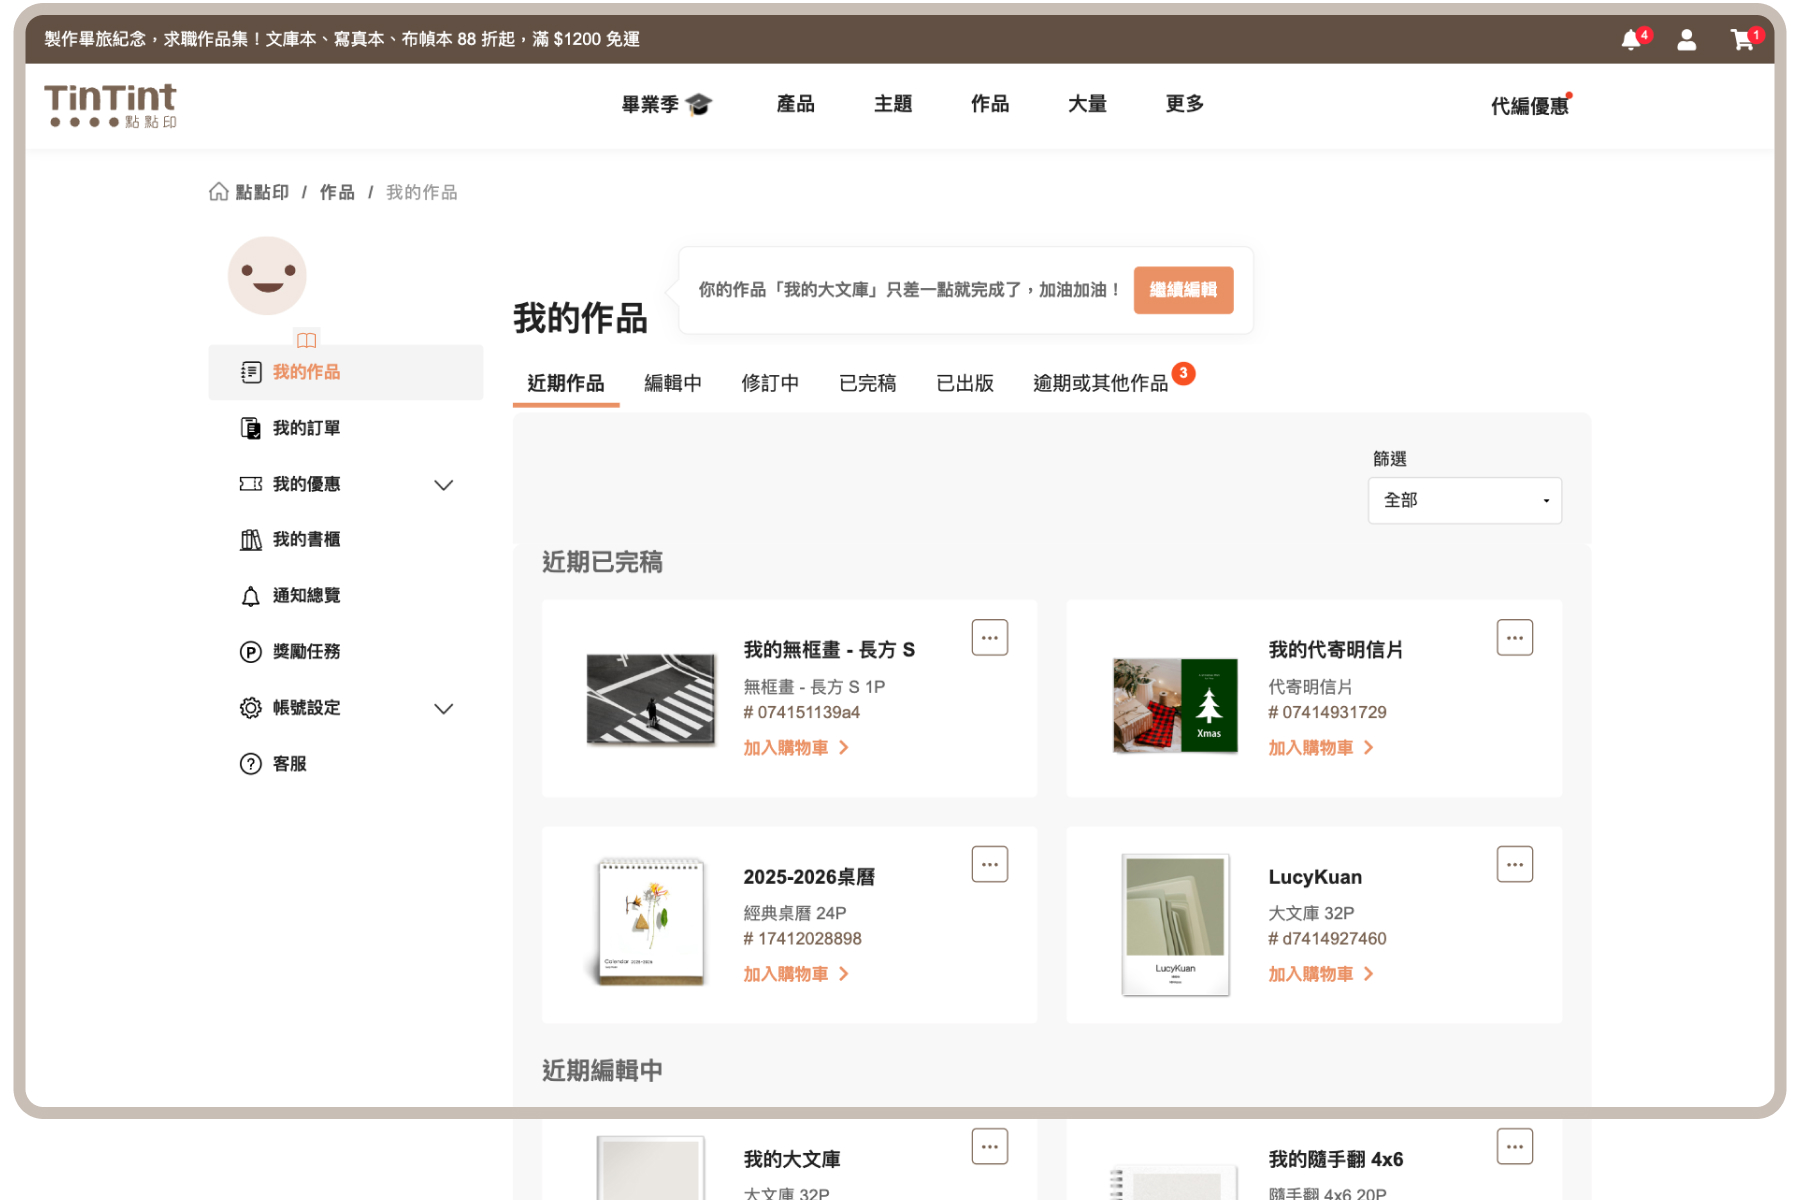 製作畢旅紀念，求職作品集！文庫本、寫真本、布幀本 88 折起，滿 $1200 免運
4
1
TinTint
點點印
畢業季
產品
主題
作品
大量
更多
代編優惠
點點印 / 作品 / 我的作品
我的作品
我的訂單
我的優惠
我的書櫃
通知總覽
獎勵任務
帳號設定
客服
我的作品
你的作品「我的大文庫」只差一點就完成了，加油加油！
繼續編輯
近期作品
編輯中
修訂中
已完稿
已出版
逾期或其他作品
3
篩選
全部
近期已完稿
我的無框畫 - 長方 S
無框畫 - 長方 S 1P
# 074151139a4
加入購物車
Xmas
我的代寄明信片
代寄明信片
# 07414931729
加入購物車
Calendar 2025-2026
2025-2026桌曆
經典桌曆 24P
# 17412028898
加入購物車
LucyKuan
LucyKuan
大文庫 32P
# d7414927460
加入購物車
近期編輯中
我的大文庫
大文庫 32P
我的隨手翻 4x6
隨手翻 4x6 20P